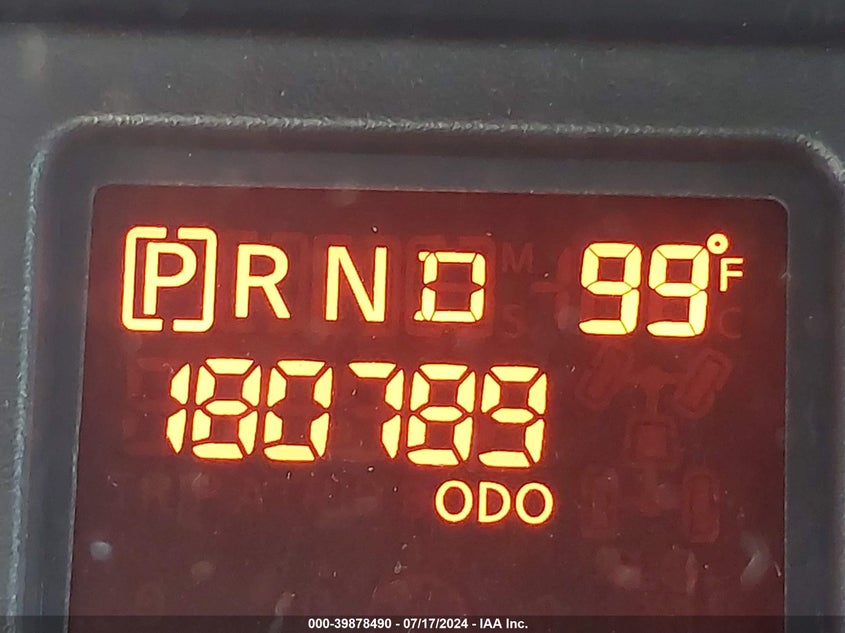 [P] R N D 99°F
180789
ODO
000-39878490 - 07/17/2024 - IAA Inc.